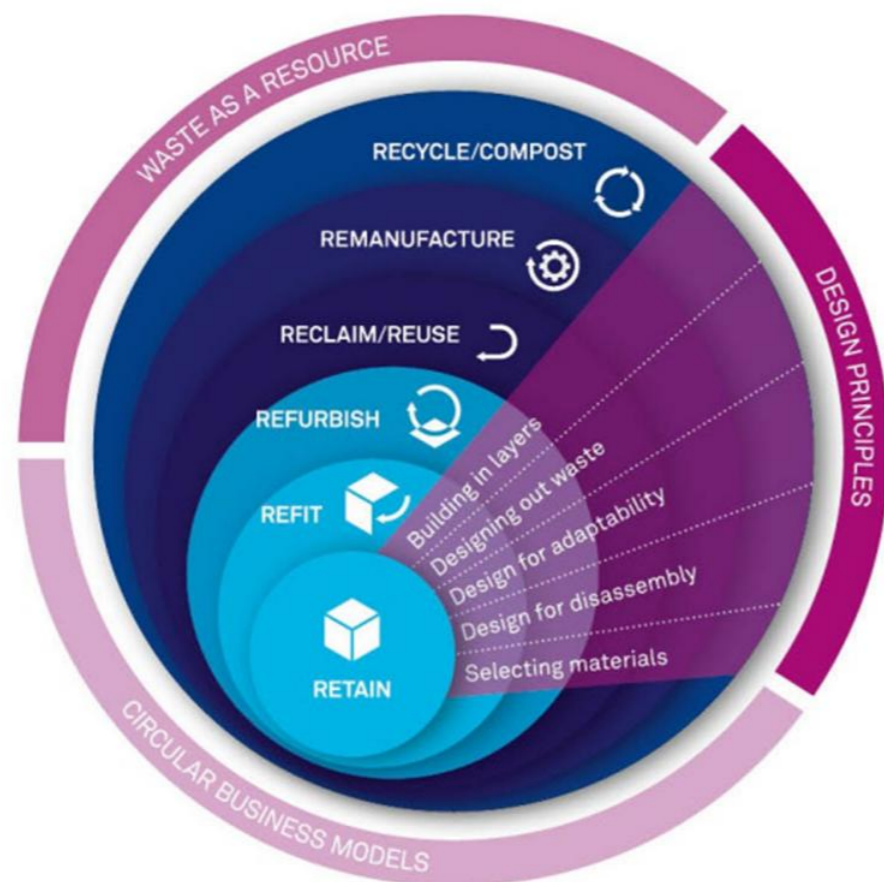 WASTE AS A RESOURCE
RECYCLE/COMPOST
REMANUFACTURE
RECLAIM/REUSE
REFURBISH
REFIT
RETAIN
Building in layers
Designing out waste
Design for adaptability
Design for disassembly
Selecting materials
DESIGN PRINCIPLES
CIRCULAR BUSINESS MODELS